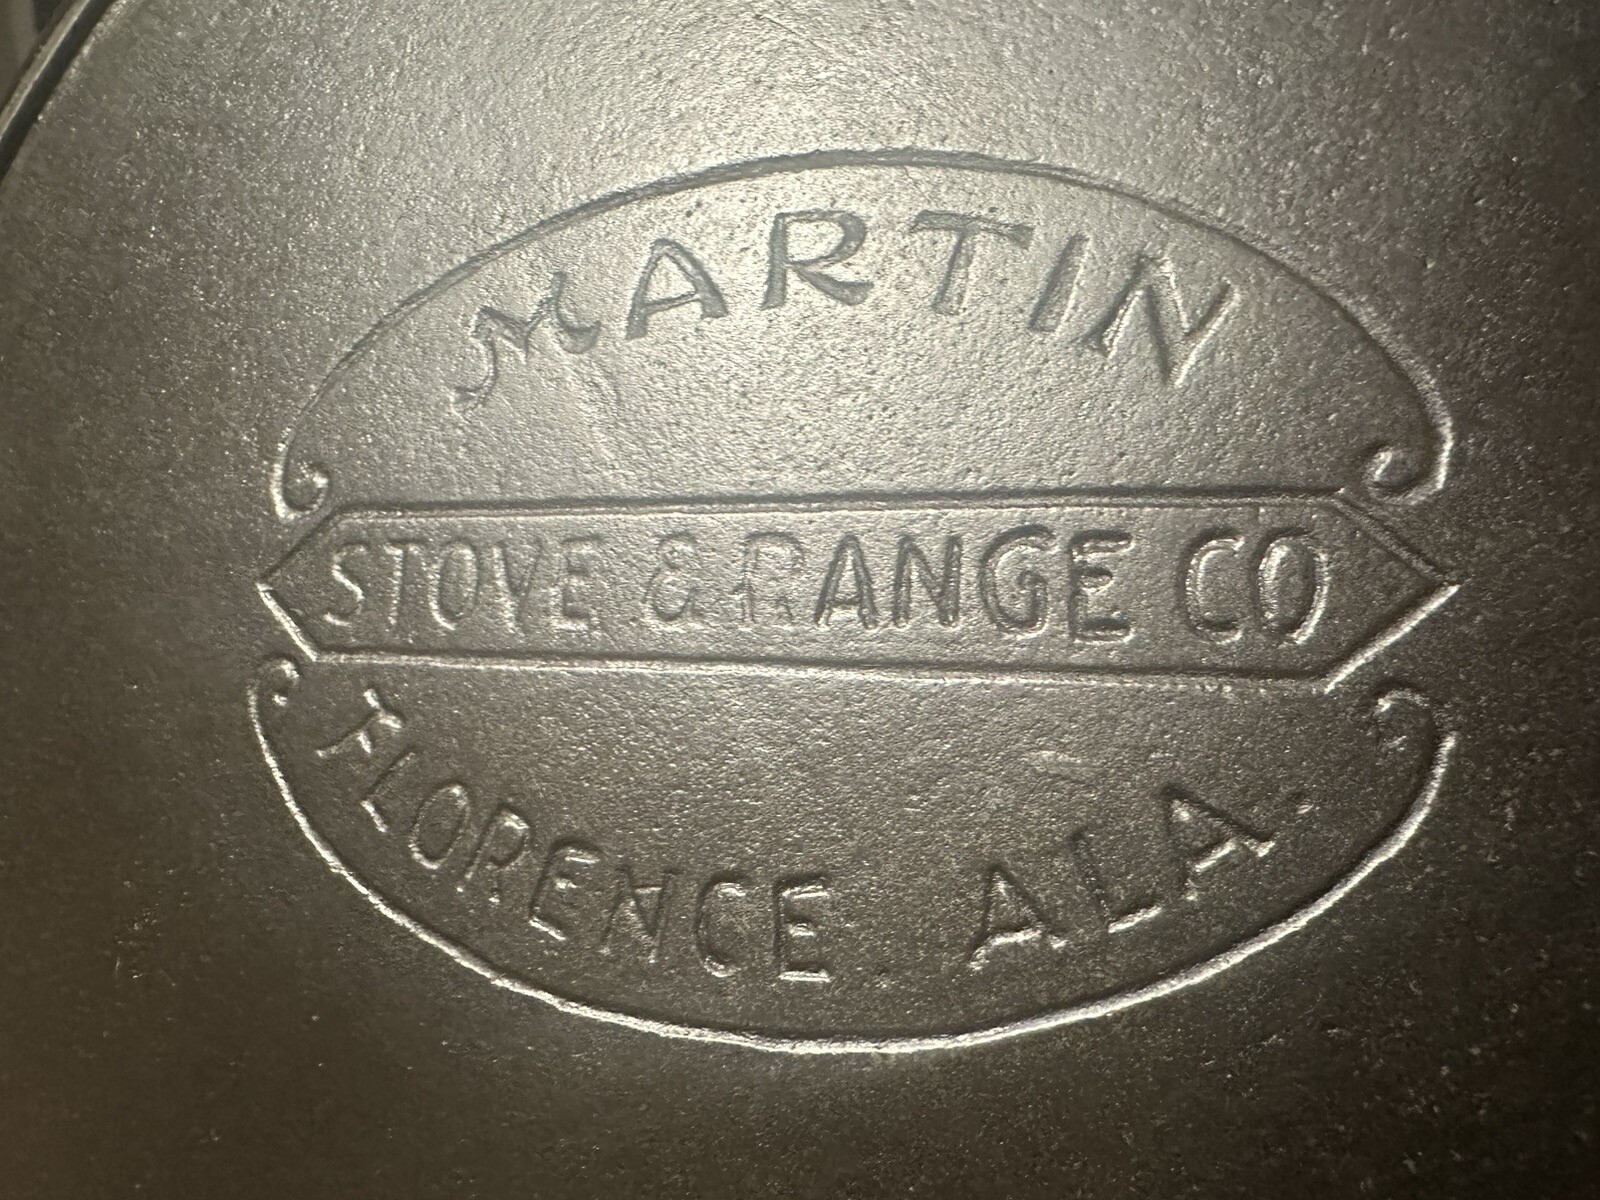 MARTIN
STOVE & RANGE CO
FLORENCE. ALA.